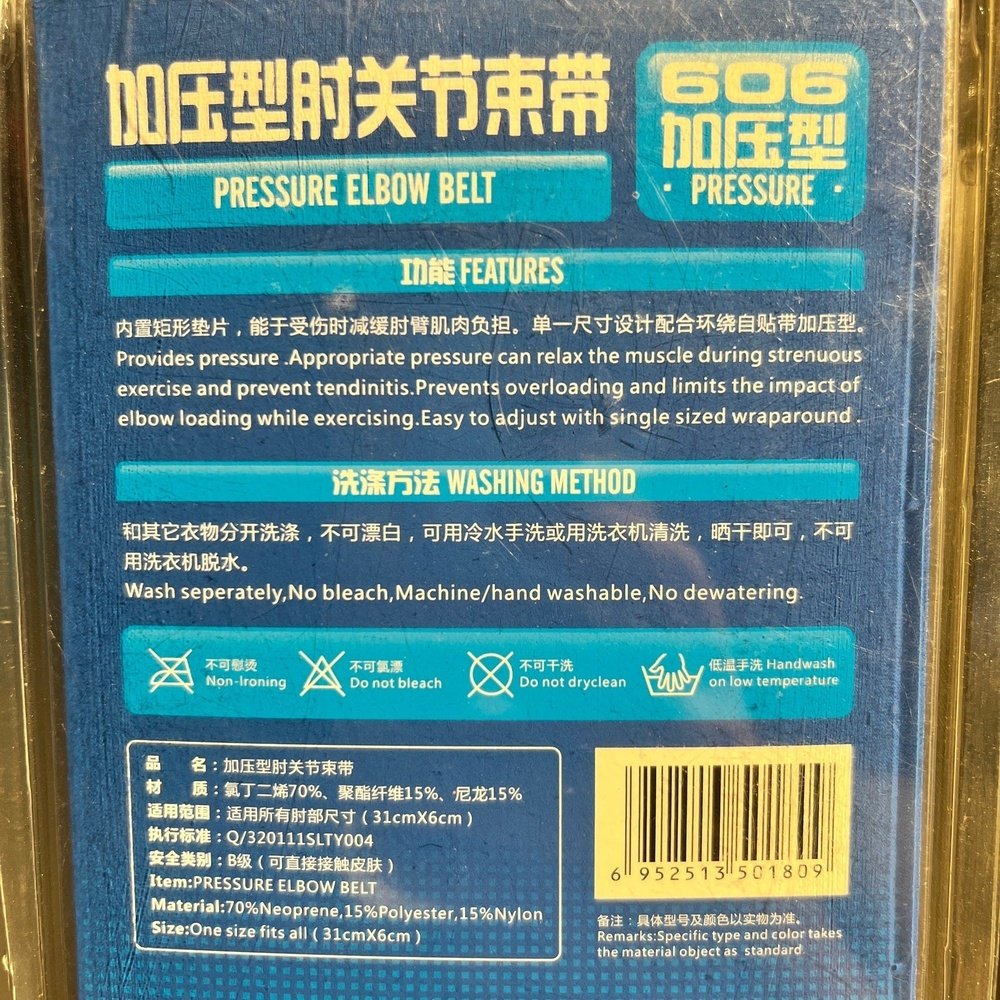 加压型肘关节束带
PRESSURE ELBOW BELT
606
加压型
· PRESSURE ·
功能 FEATURES
内置矩形垫片，能于受伤时减缓肘臂肌肉负担。单一尺寸设计配合环绕自贴带加压型。
Provides pressure .Appropriate pressure can relax the muscle during strenuous
exercise and prevent tendinitis.Prevents overloading and limits the impact of
elbow loading while exercising.Easy to adjust with single sized wraparound .
洗涤方法 WASHING METHOD
和其它衣物分开洗涤，不可漂白，可用冷水手洗或用洗衣机清洗，晒干即可，不可
用洗衣机脱水。
Wash seperately,No bleach,Machine/hand washable,No dewatering.
不可慰烫
Non-Ironing
不可氯漂
Do not bleach
不可干洗
Do not dryclean
低温手洗 Handwash
on low temperature
品 名：加压型肘关节束带
材 质：氯丁二烯70%、聚酯纤维15%、尼龙15%
适用范围：适用所有肘部尺寸（31cmX6cm）
执行标准：Q/320111SLTY004
安全类别：B级（可直接接触皮肤）
Item:PRESSURE ELBOW BELT
Material:70%Neoprene,15%Polyester,15%Nylon
Size:One size fits all（31cmX6cm）
6 952513 501809
备注：具体型号及颜色以实物为准。
Remarks:Specific type and color takes
the material object as standard.